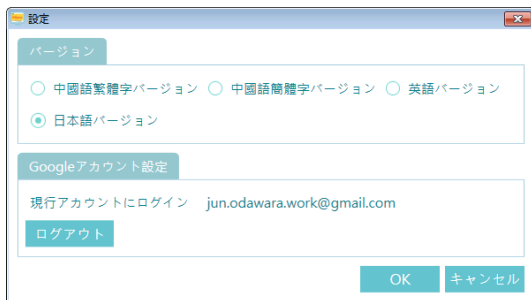 設定
バージョン
中國語繁體字バージョン 中國語簡體字バージョン 英語バージョン
日本語バージョン
Googleアカウント設定
現行アカウントにログイン jun.odawara.work@gmail.com
ログアウト
OK キャンセル